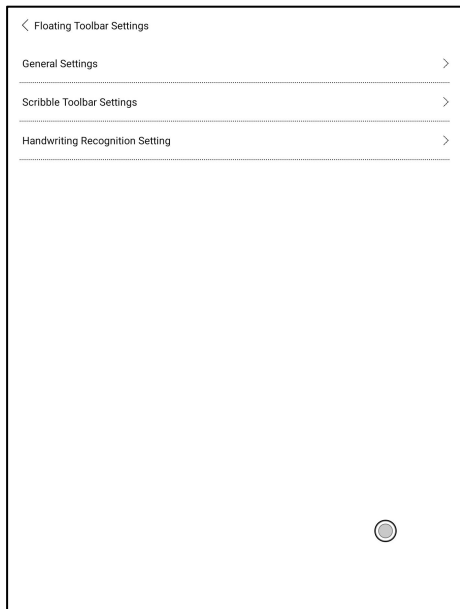 Floating Toolbar Settings
General Settings
Scribble Toolbar Settings
Handwriting Recognition Setting